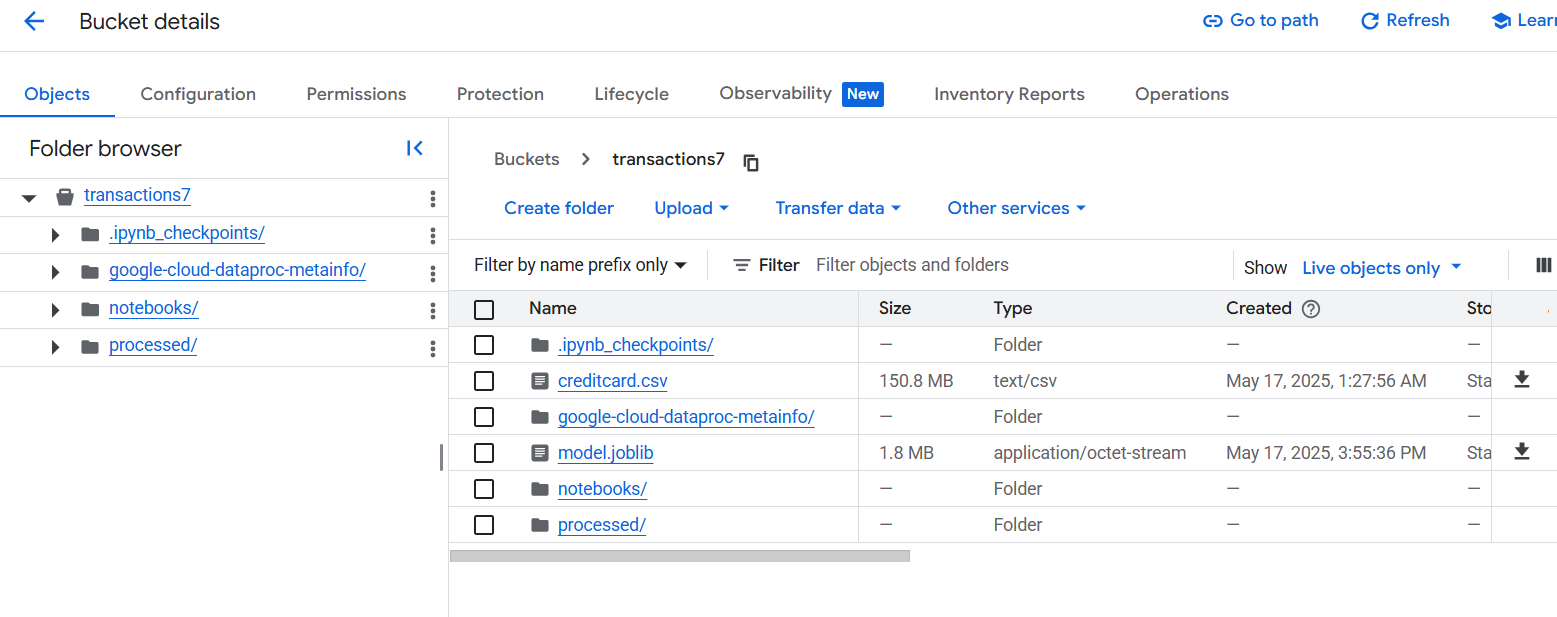 Bucket details
Go to path Refresh Lear
Objects Configuration Permissions Protection Lifecycle Observability New Inventory Reports Operations
Folder browser
transactions7
.ipynb_checkpoints/
google-cloud-dataproc-metainfo/
notebooks/
processed/
Buckets transactions7
Create folder Upload Transfer data Other services
Filter by name prefix only Filter Filter objects and folders Show Live objects only
Name Size Type Created Sto
.ipynb_checkpoints/ — Folder — —
creditcard.csv 150.8 MB text/csv May 17, 2025, 1:27:56 AM Sta
google-cloud-dataproc-metainfo/ — Folder — —
model.joblib 1.8 MB application/octet-stream May 17, 2025, 3:55:36 PM Sta
notebooks/ — Folder — —
processed/ — Folder — —